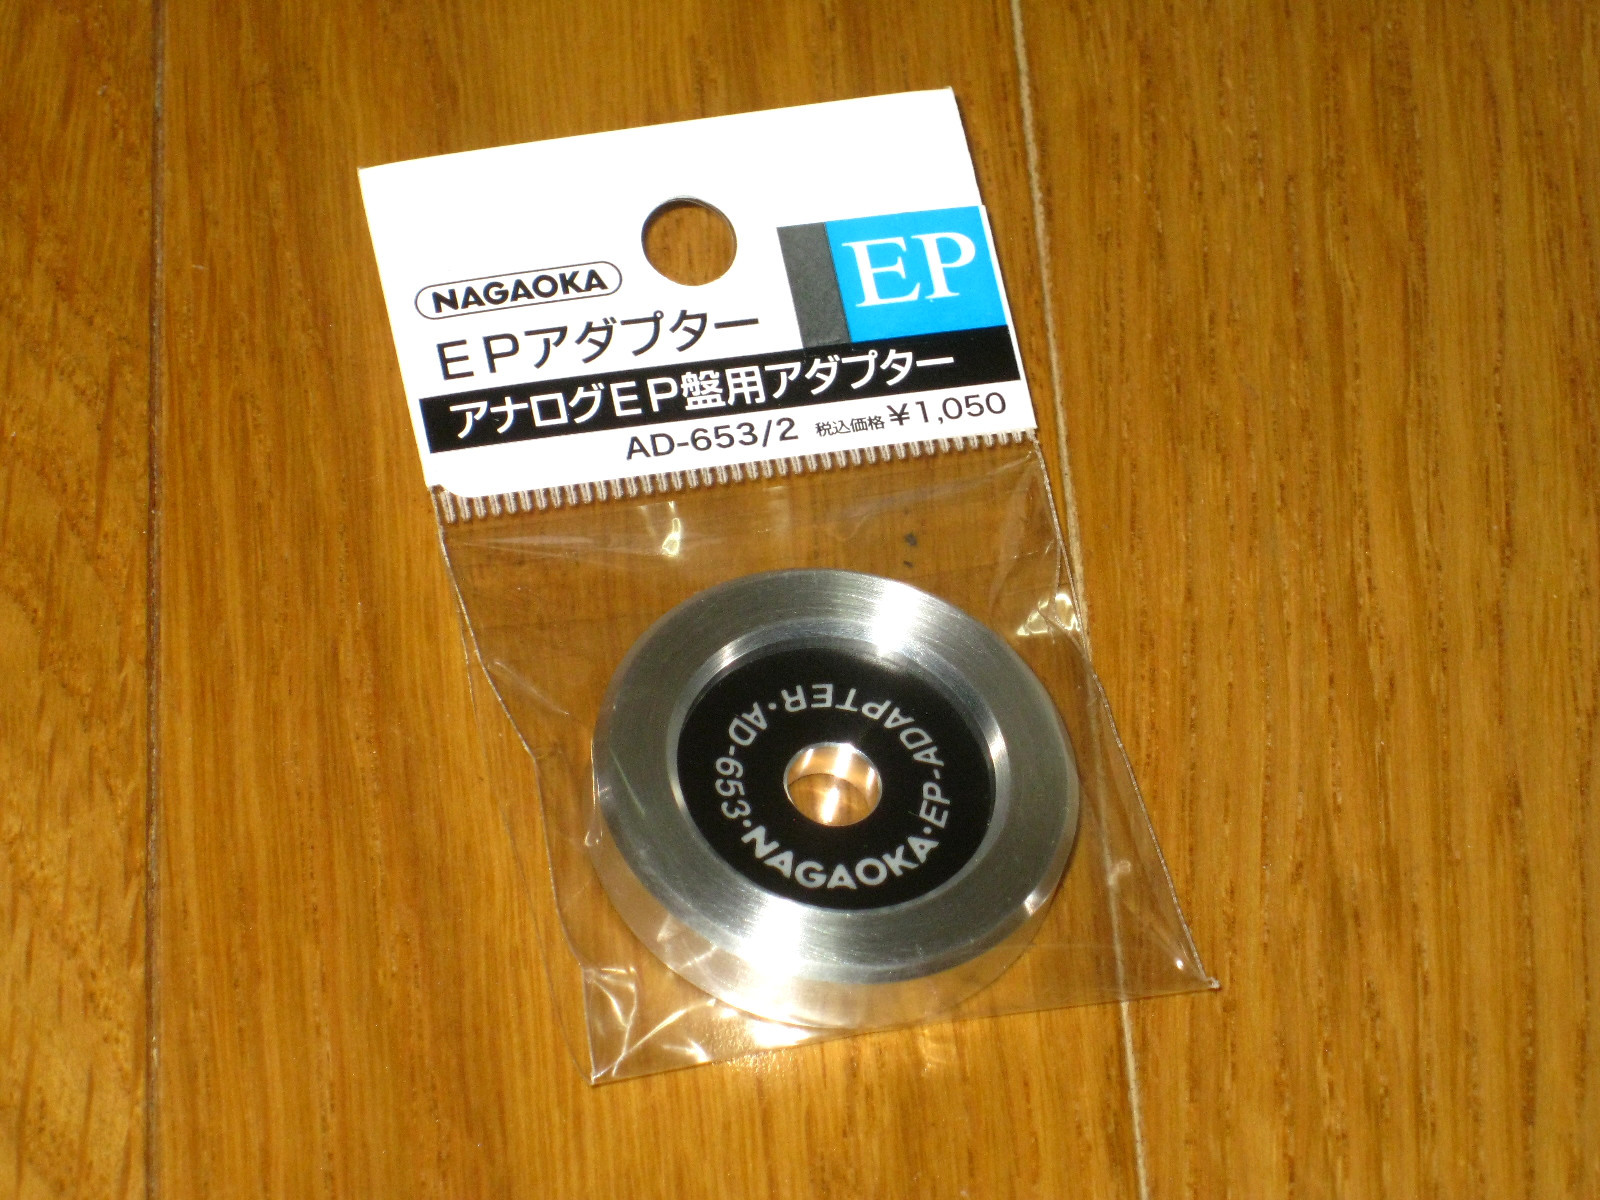 NAGAOKA
EP
EPアダプター
アナログEP盤用アダプター
AD-653/2 税込価格¥1,050
NAGAOKA・EP-ADAPTER・AD-653・